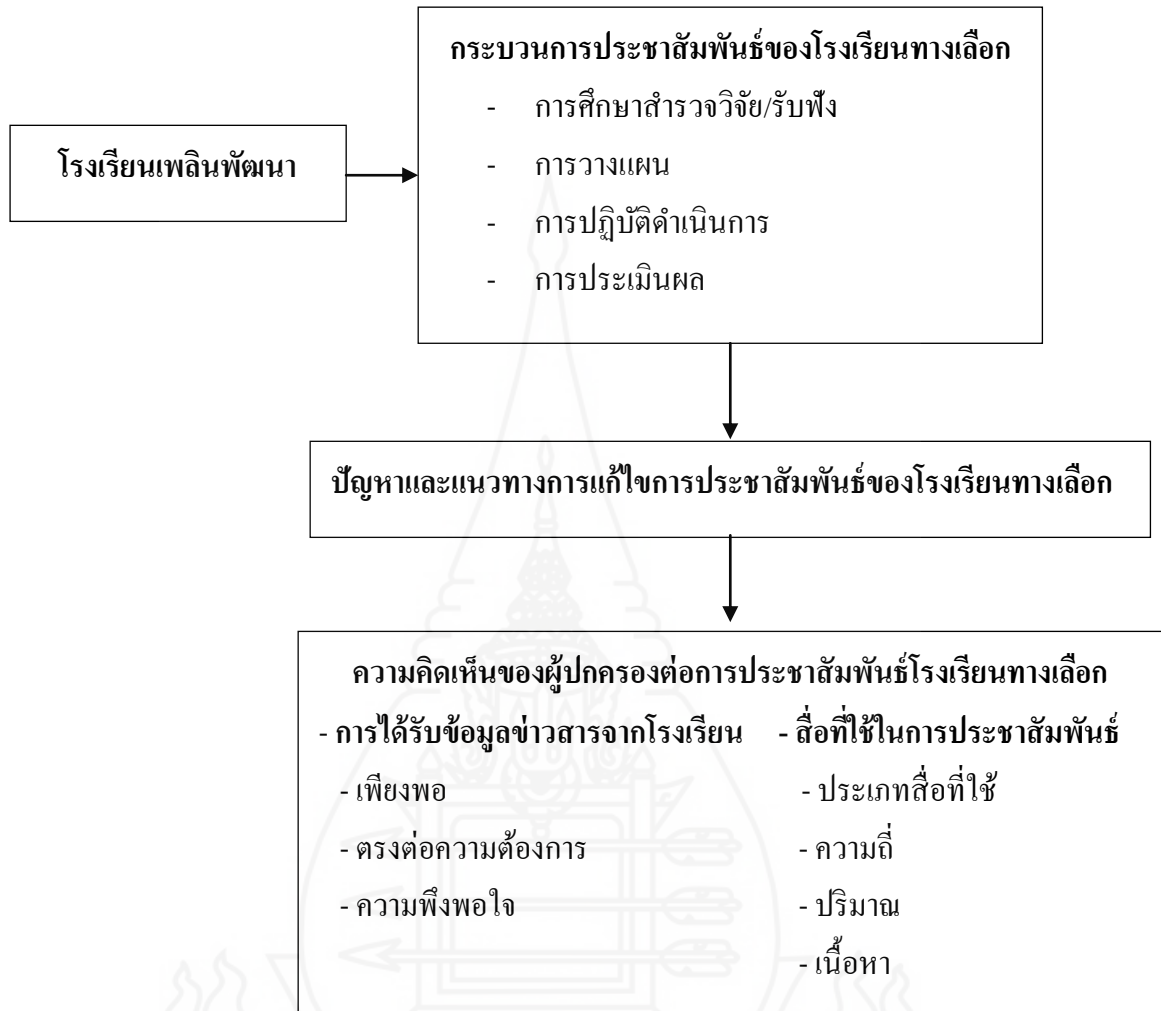 กระบวนการประชาสัมพันธ์ของโรงเรียนทางเลือก
- การศึกษาสำรวจวิจัย/รับฟัง
- การวางแผน
- การปฏิบัติดำเนินการ
- การประเมินผล
โรงเรียนเพลินพัฒนา
ปัญหาและแนวทางการแก้ไขการประชาสัมพันธ์ของโรงเรียนทางเลือก
ความคิดเห็นของผู้ปกครองต่อการประชาสัมพันธ์โรงเรียนทางเลือก
- การได้รับข้อมูลข่าวสารจากโรงเรียน
- เพียงพอ
- ตรงต่อความต้องการ
- ความพึงพอใจ
- สื่อที่ใช้ในการประชาสัมพันธ์
- ประเภทสื่อที่ใช้
- ความถี่
- ปริมาณ
- เนื้อหา